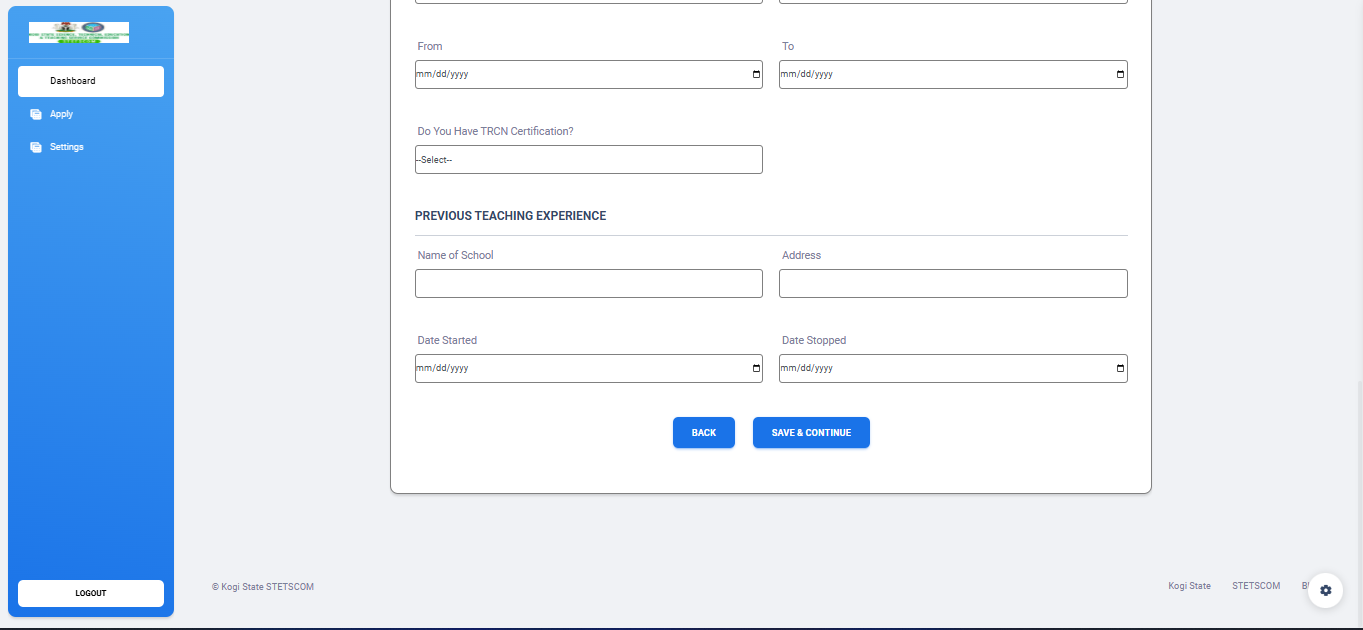 Dashboard
Apply
Settings
LOGOUT
From To
mm/dd/yyyy mm/dd/yyyy
Do You Have TRCN Certification?
--Select--
PREVIOUS TEACHING EXPERIENCE
Name of School Address
Date Started Date Stopped
mm/dd/yyyy mm/dd/yyyy
BACK SAVE & CONTINUE
© Kogi State STETSCOM Kogi State STETSCOM